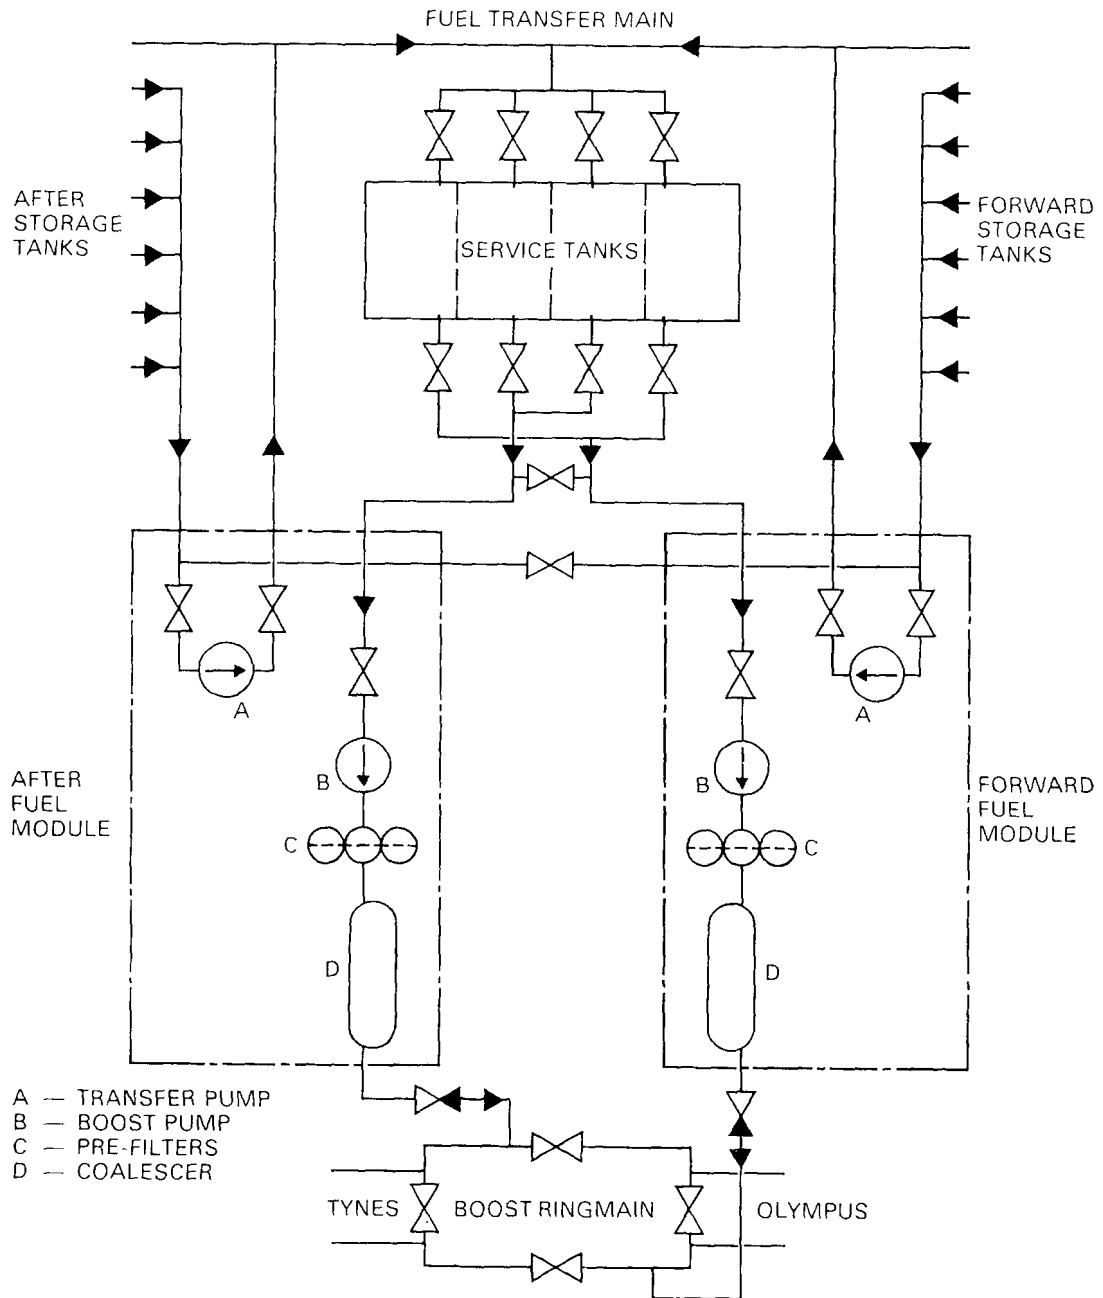 FUEL TRANSFER MAIN
AFTER
STORAGE
TANKS
SERVICE TANKS
FORWARD
STORAGE
TANKS
A
A
AFTER
FUEL
MODULE
B
B
FORWARD
FUEL
MODULE
C
C
D
D
A — TRANSFER PUMP
B — BOOST PUMP
C — PRE-FILTERS
D — COALESCER
TYNES
BOOST RINGMAIN
OLYMPUS